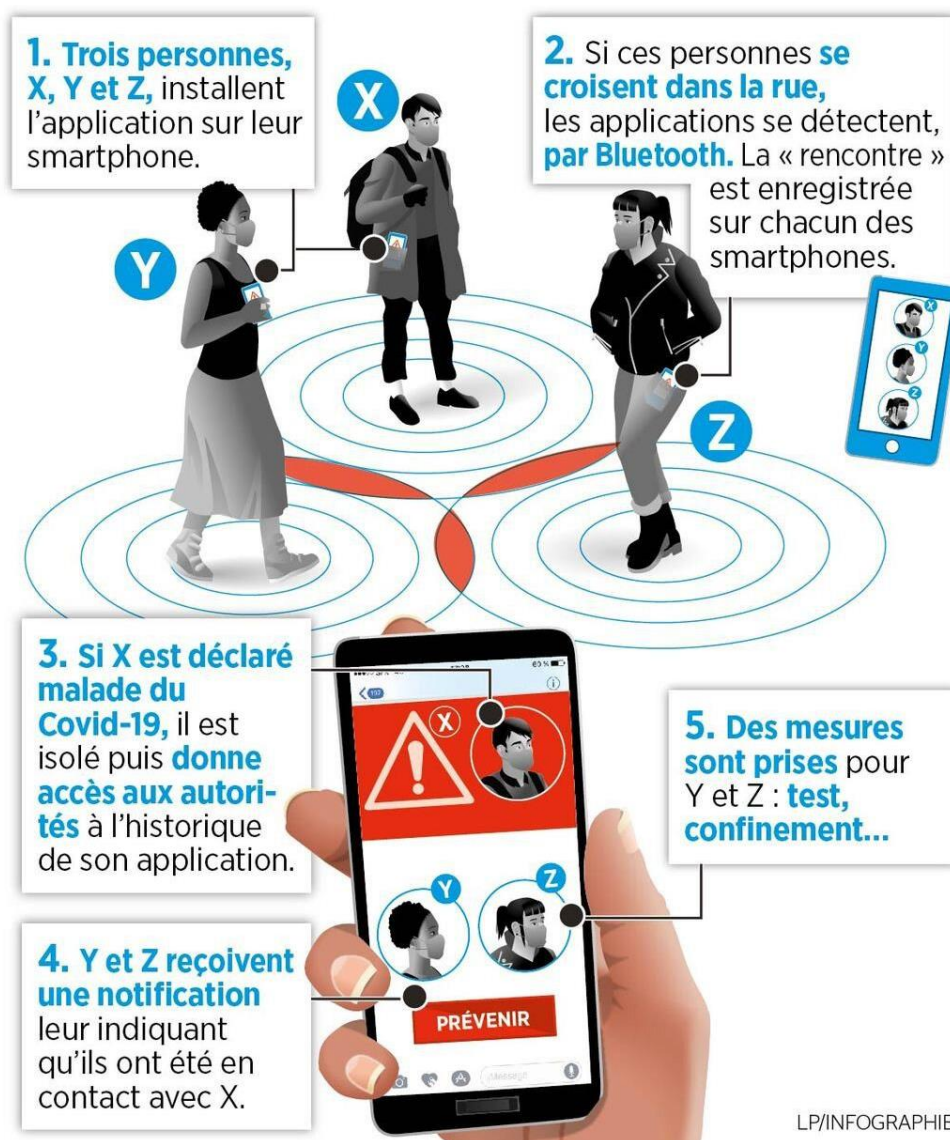 1. Trois personnes,
X, Y et Z, installent
l'application sur leur
smartphone.
X
2. Si ces personnes se
croisent dans la rue,
les applications se détectent,
par Bluetooth. La « rencontre »
est enregistrée
sur chacun des
smartphones.
Y
X
Y
Z
Z
3. Si X est déclaré
malade du
Covid-19, il est
isolé puis donne
accès aux autori-
tés à l'historique
de son application.
60 %
X
5. Des mesures
sont prises pour
Y et Z : test,
confinement...
Y
Z
4. Y et Z reçoivent
une notification
leur indiquant
qu'ils ont été en
contact avec X.
PRÉVENIR
iMessage
LP/INFOGRAPHIE